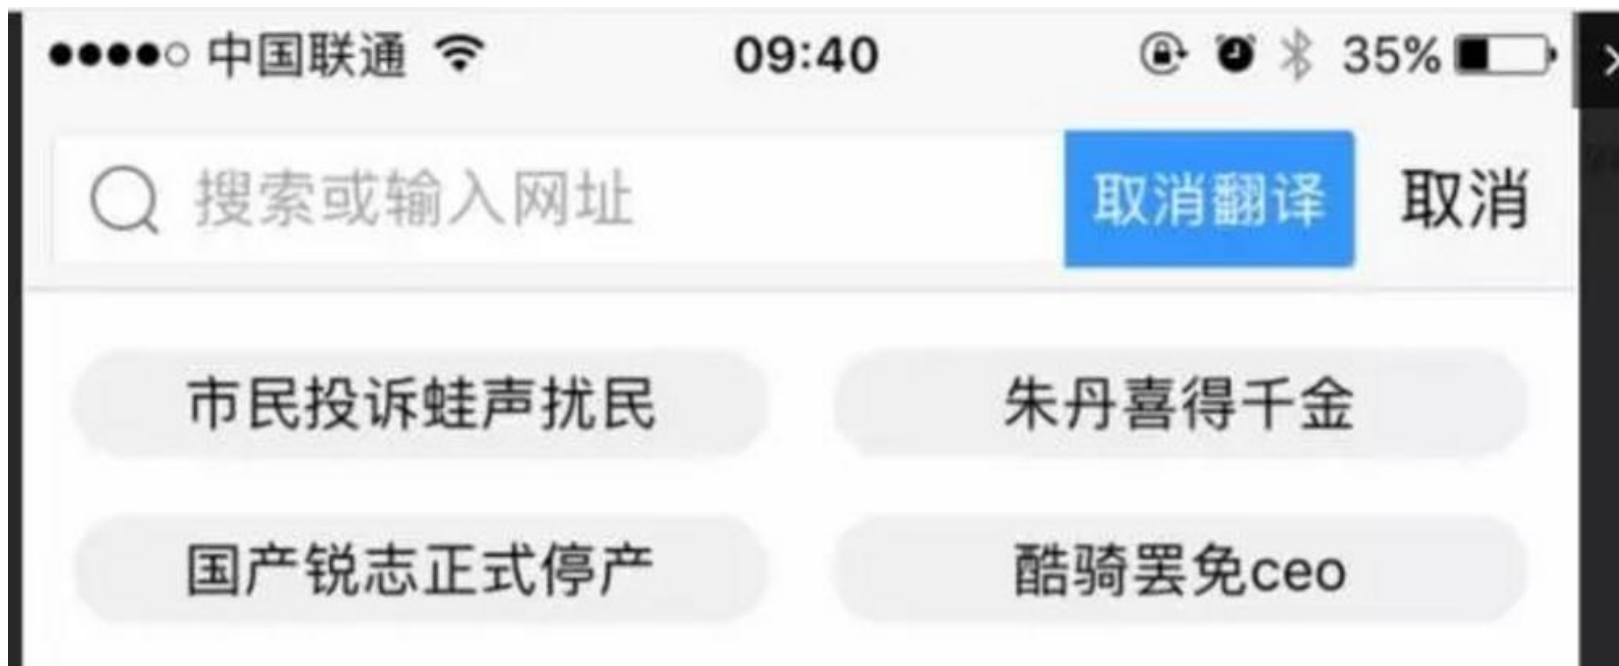 中国联通 09:40 35%
搜索或输入网址 取消翻译 取消
市民投诉蛙声扰民 朱丹喜得千金
国产锐志正式停产 酷骑罢免ceo